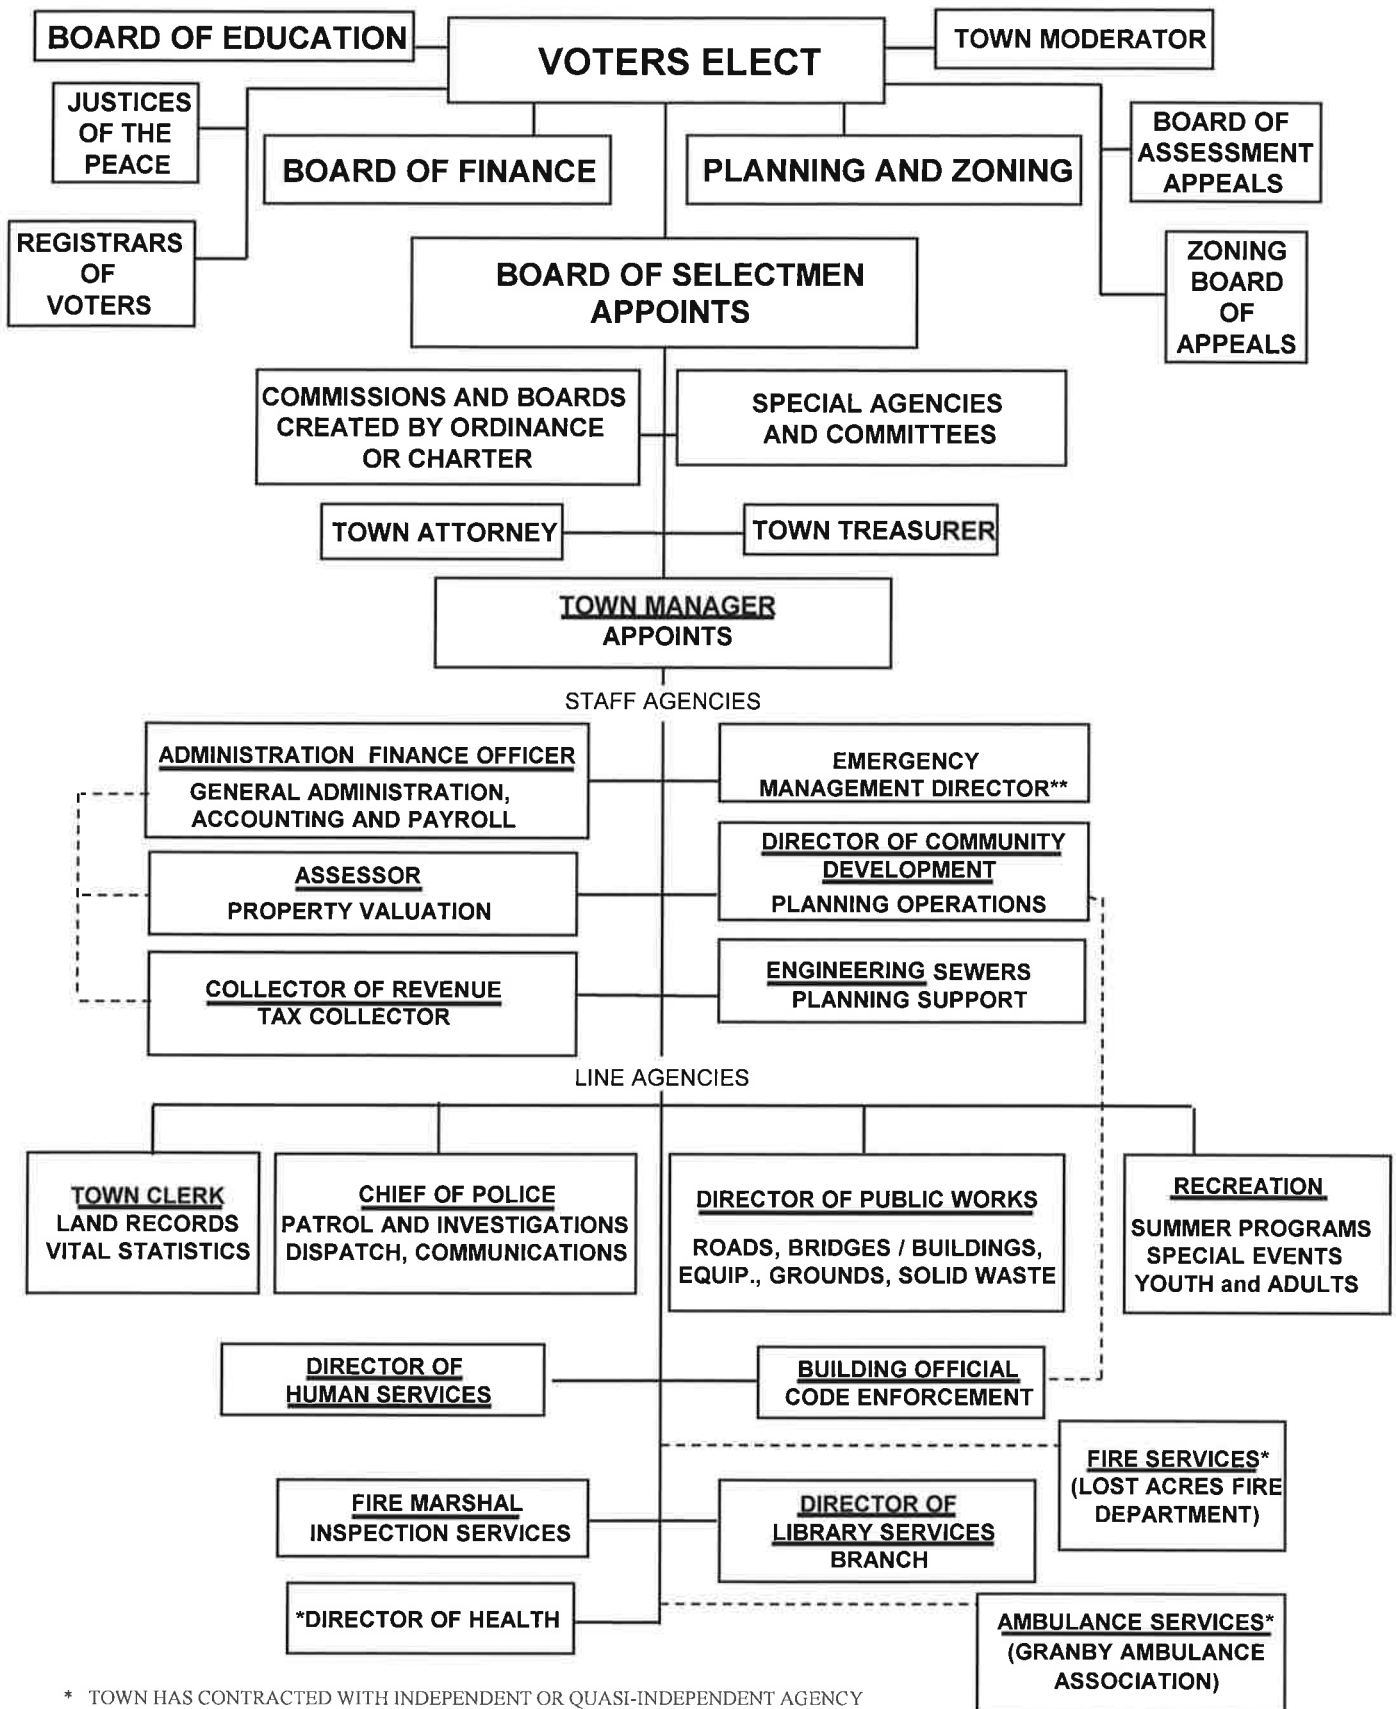 BOARD OF EDUCATION
VOTERS ELECT
TOWN MODERATOR
JUSTICES
OF THE
PEACE
BOARD OF FINANCE
PLANNING AND ZONING
BOARD OF
ASSESSMENT
APPEALS
REGISTRARS
OF
VOTERS
BOARD OF SELECTMEN
APPOINTS
ZONING
BOARD
OF
APPEALS
COMMISSIONS AND BOARDS
CREATED BY ORDINANCE
OR CHARTER
SPECIAL AGENCIES
AND COMMITTEES
TOWN ATTORNEY
TOWN TREASURER
TOWN MANAGER
APPOINTS
STAFF AGENCIES
ADMINISTRATION FINANCE OFFICER
GENERAL ADMINISTRATION,
ACCOUNTING AND PAYROLL
EMERGENCY
MANAGEMENT DIRECTOR**
ASSESSOR
PROPERTY VALUATION
DIRECTOR OF COMMUNITY
DEVELOPMENT
PLANNING OPERATIONS
COLLECTOR OF REVENUE
TAX COLLECTOR
ENGINEERING SEWERS
PLANNING SUPPORT
LINE AGENCIES
TOWN CLERK
LAND RECORDS
VITAL STATISTICS
CHIEF OF POLICE
PATROL AND INVESTIGATIONS
DISPATCH, COMMUNICATIONS
DIRECTOR OF PUBLIC WORKS
ROADS, BRIDGES / BUILDINGS,
EQUIP., GROUNDS, SOLID WASTE
RECREATION
SUMMER PROGRAMS
SPECIAL EVENTS
YOUTH and ADULTS
DIRECTOR OF
HUMAN SERVICES
BUILDING OFFICIAL
CODE ENFORCEMENT
FIRE SERVICES*
(LOST ACRES FIRE
DEPARTMENT)
FIRE MARSHAL
INSPECTION SERVICES
DIRECTOR OF
LIBRARY SERVICES
BRANCH
*DIRECTOR OF HEALTH
AMBULANCE SERVICES*
(GRANBY AMBULANCE
ASSOCIATION)
* TOWN HAS CONTRACTED WITH INDEPENDENT OR QUASI-INDEPENDENT AGENCY